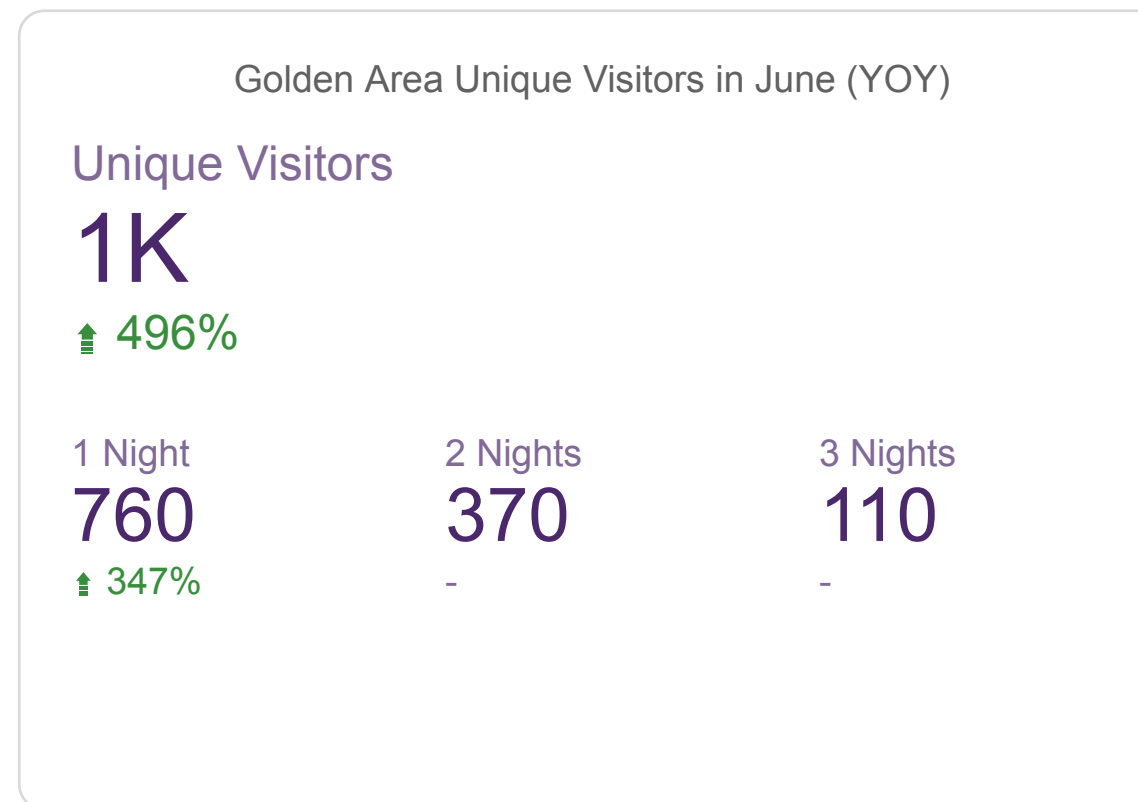 Golden Area Unique Visitors in June (YOY)
Unique Visitors
1K
496%
1 Night 2 Nights 3 Nights
760 370 110
347% - -